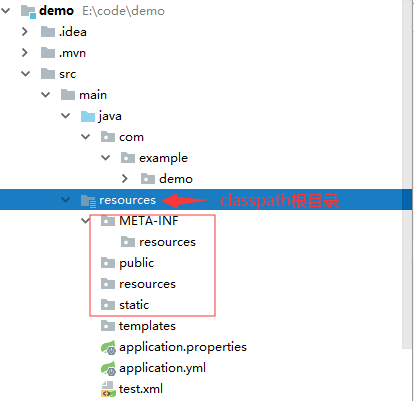 demo E:\code\demo
.idea
.mvn
src
main
java
com
example
demo
resources classpath根目录
META-INF
resources
public
resources
static
templates
application.properties
application.yml
test.xml